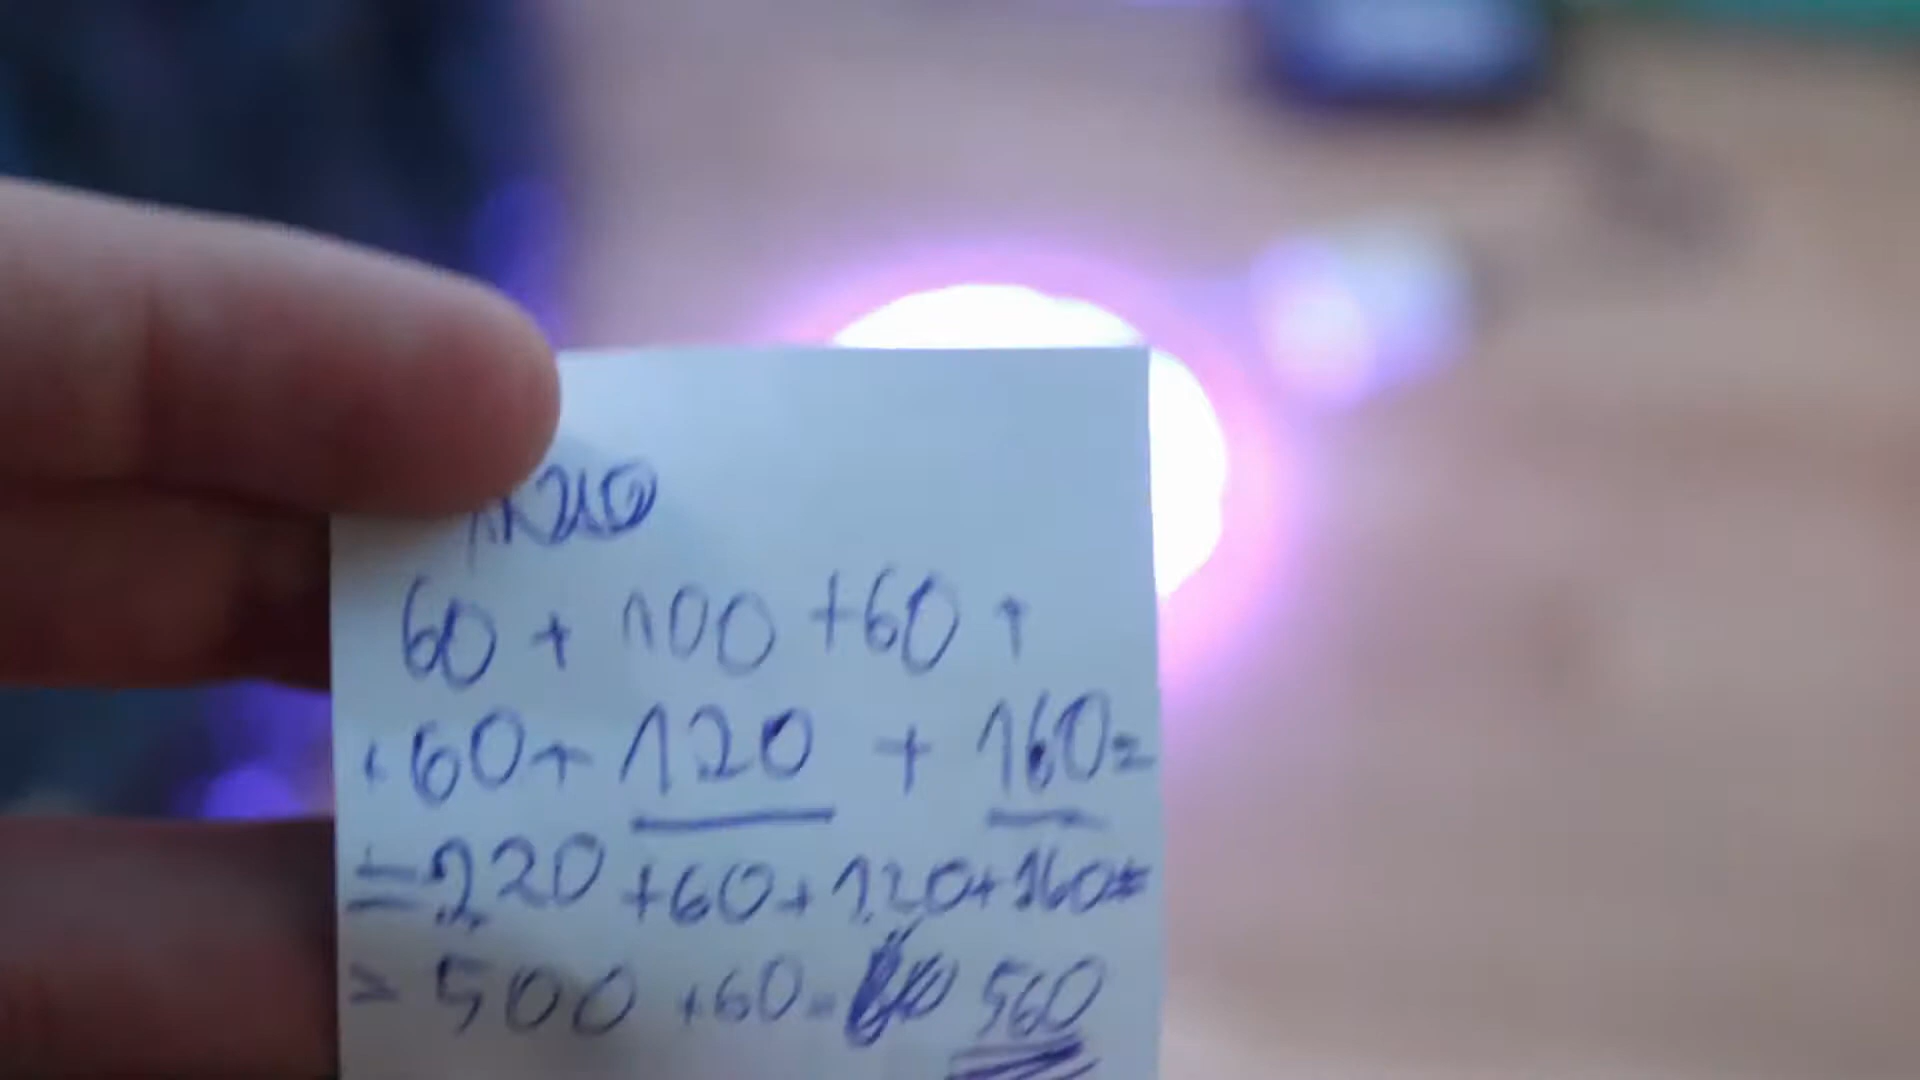 60 + 100 + 60 +
+ 60 + 120 + 160 =
= 220 + 60 + 120 + 160 =
= 500 + 60 = 560